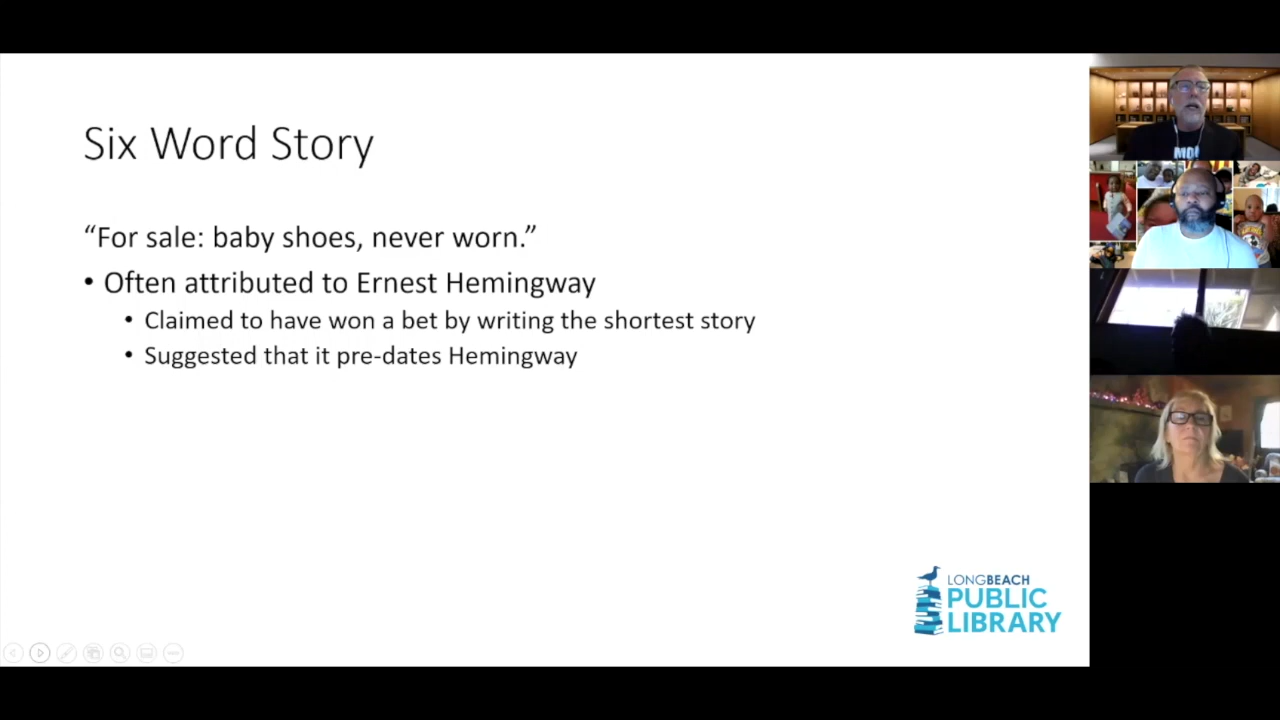 Six Word Story
“For sale: baby shoes, never worn.”
• Often attributed to Ernest Hemingway
• Claimed to have won a bet by writing the shortest story
• Suggested that it pre-dates Hemingway
LONGBEACH
PUBLIC
LIBRARY